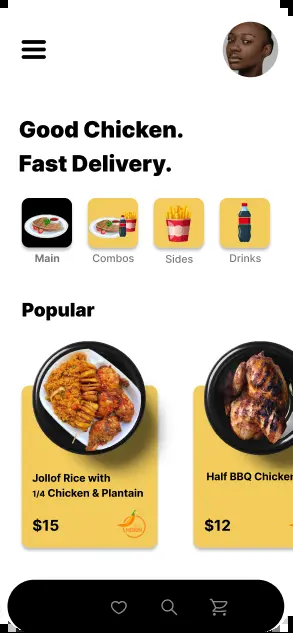 Good Chicken.
Fast Delivery.
Main
Combos
Sides
Drinks
Popular
Jollof Rice with
1/4 Chicken & Plantain
$15
Half BBQ Chicken
$12